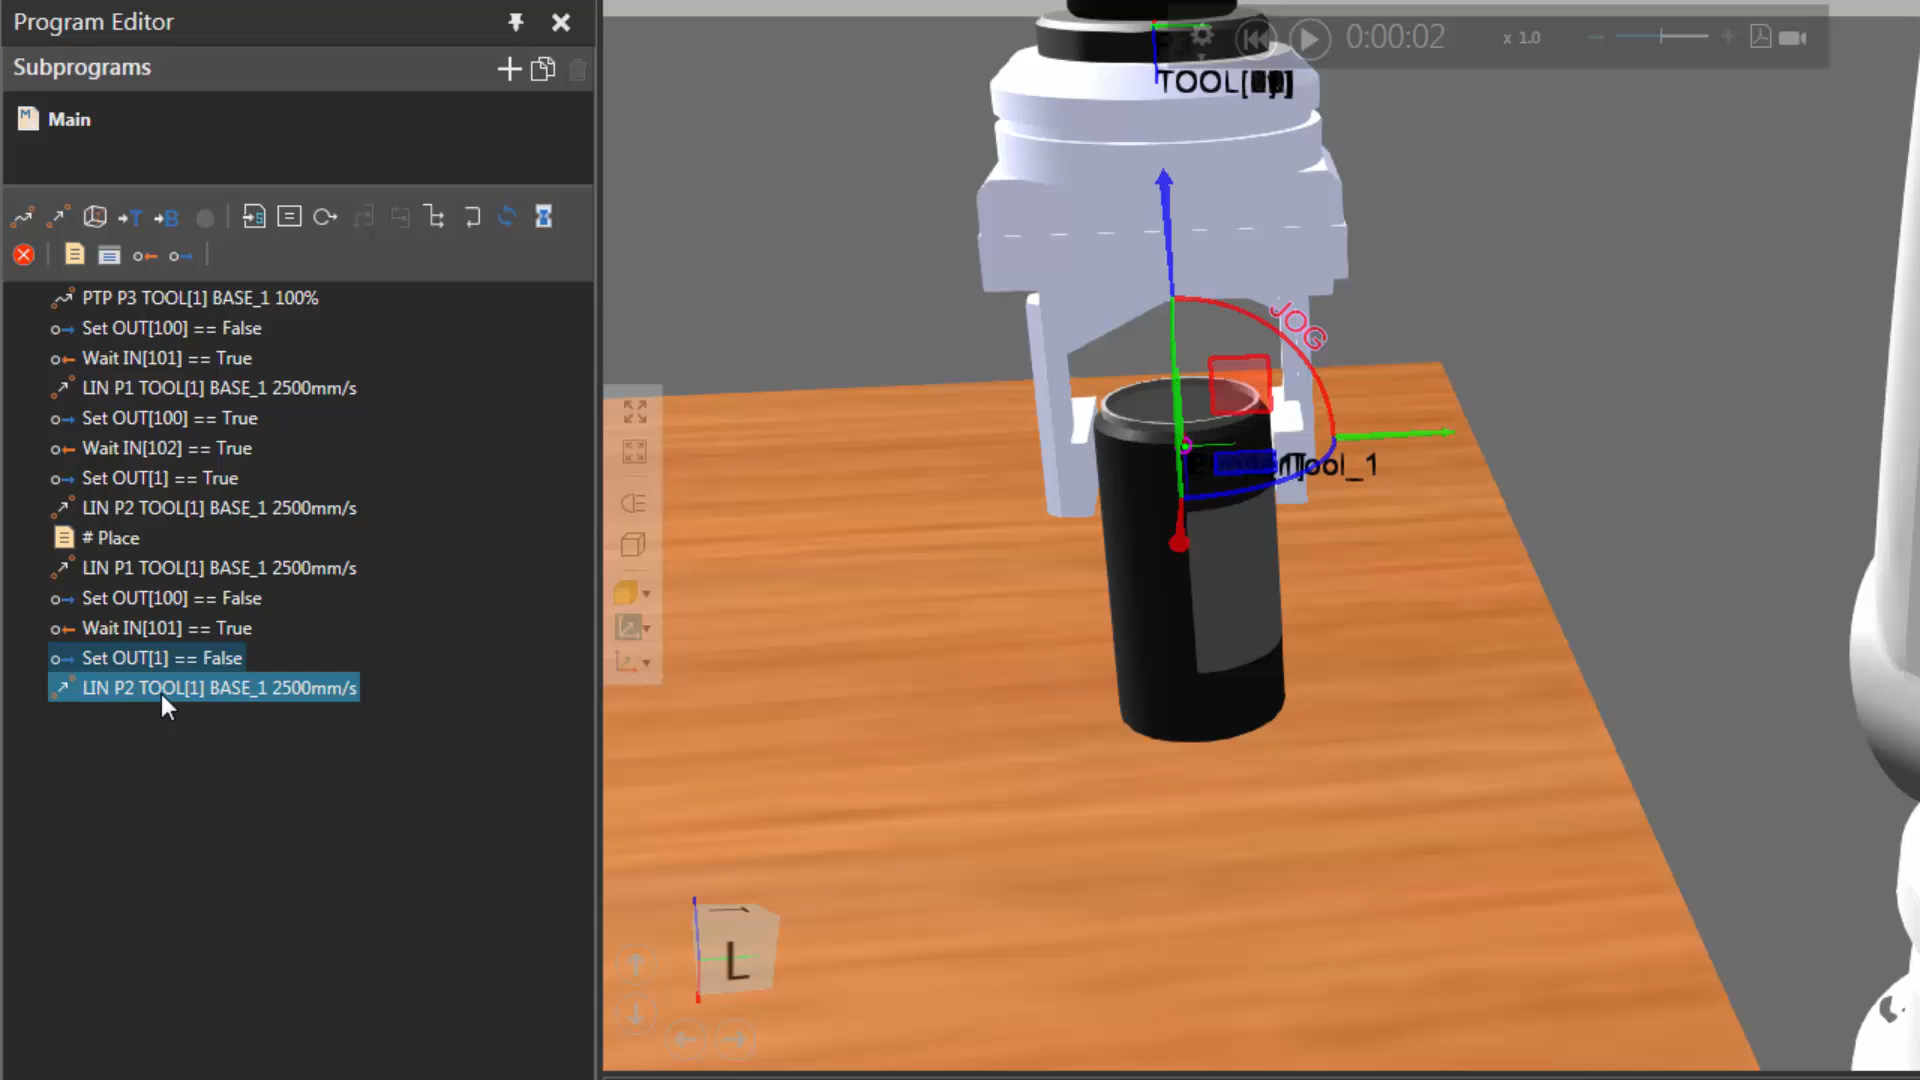 Program Editor
Subprograms
Main
PTP P3 TOOL[1] BASE_1 100%
Set OUT[100] == False
Wait IN[101] == True
LIN P1 TOOL[1] BASE_1 2500mm/s
Set OUT[100] == True
Wait IN[102] == True
Set OUT[1] == True
LIN P2 TOOL[1] BASE_1 2500mm/s
# Place
LIN P1 TOOL[1] BASE_1 2500mm/s
Set OUT[100] == False
Wait IN[101] == True
Set OUT[1] == False
LIN P2 TOOL[1] BASE_1 2500mm/s
0:00:02
x 1.0
JOG
L